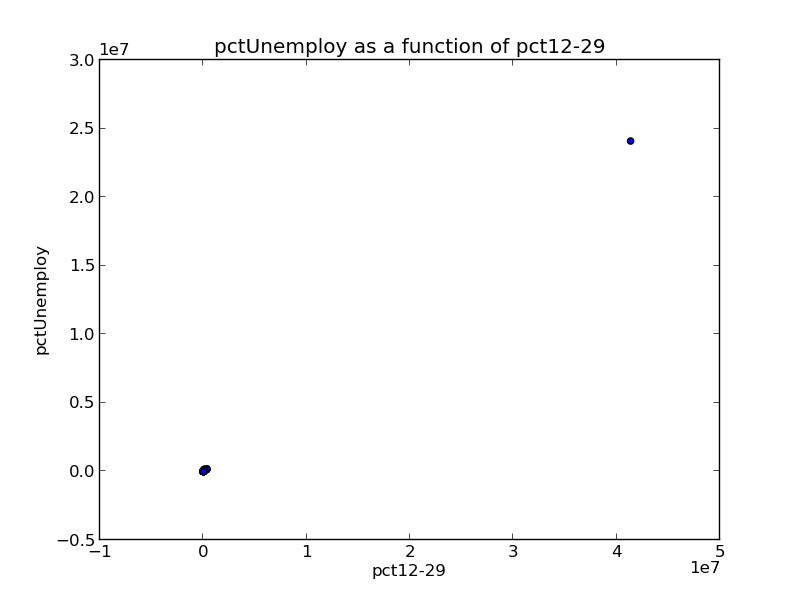 pctUnemploy as a function of pct12-29
1e7
3.0
2.5
2.0
1.5
1.0
0.5
0.0
−0.5
pctUnemploy
−1 0 1 2 3 4 5
1e7
pct12-29